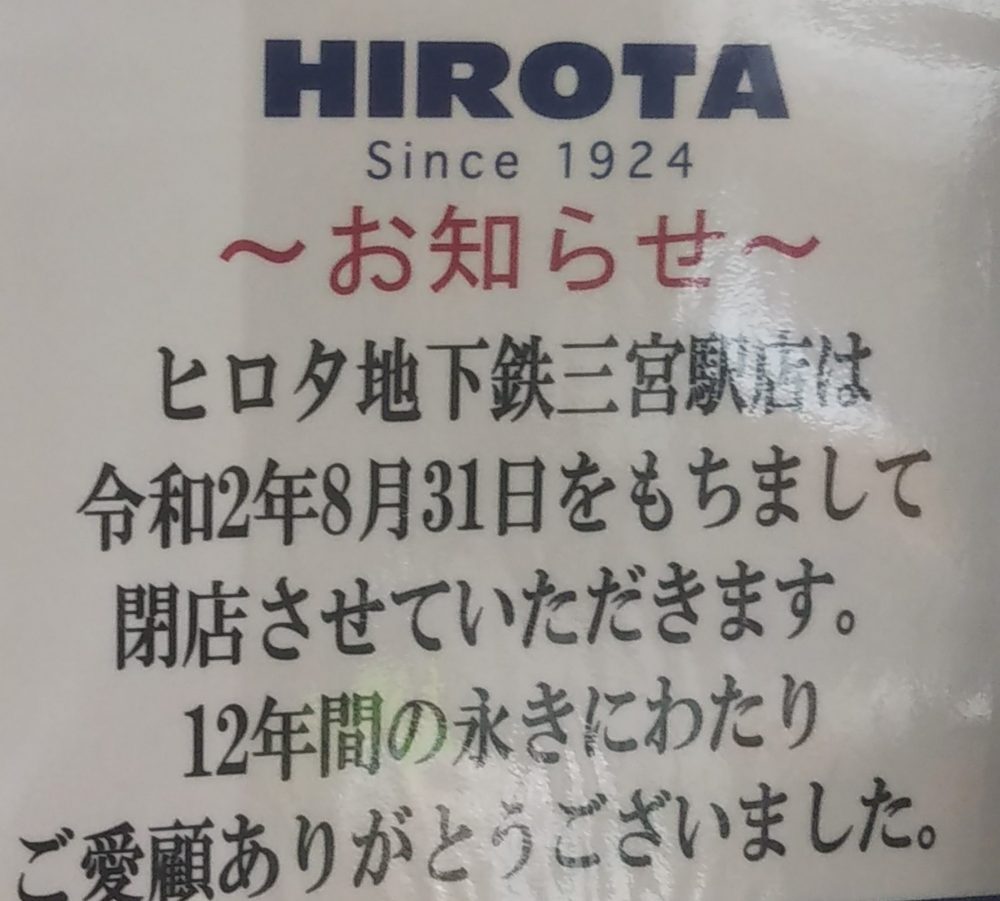 HIROTA
Since 1924
～お知らせ～
ヒロタ地下鉄三宮駅店は
令和2年8月31日をもちまして
閉店させていただきます。
12年間の永きにわたり
ご愛顧ありがとうございました。